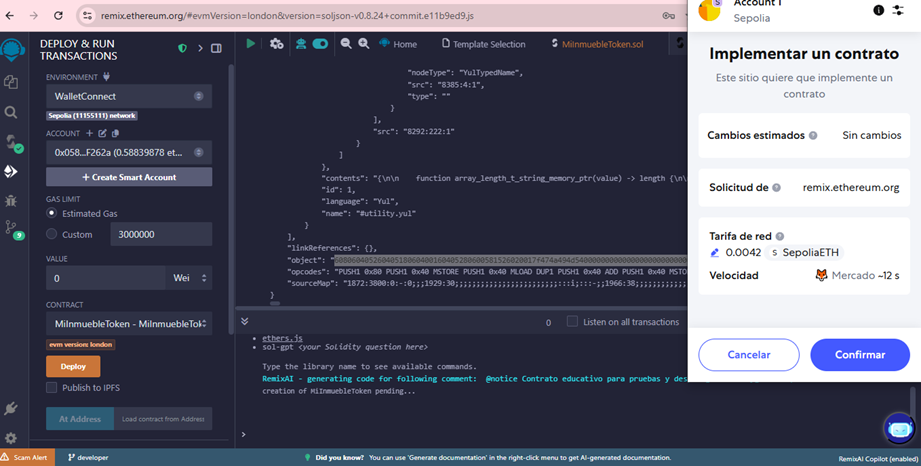 remix.ethereum.org/#evmVersion=london&version=soljson-v0.8.24+commit.e11b9ed9.js
DEPLOY & RUN
TRANSACTIONS
ENVIRONMENT
WalletConnect
Sepolia (11155111) network
ACCOUNT
0x058...F262a (0.58839878 et...
+ Create Smart Account
GAS LIMIT
Estimated Gas
Custom
3000000
VALUE
0
Wei
CONTRACT
MiInmuebleToken - MiInmuebleTok
evm version: london
Deploy
Publish to IPFS
At Address
Load contract from Address
9
Home
Template Selection
MiInmuebleToken.sol
"nodeType": "YulTypedName",
"src": "8385:4:1",
"type": ""
}
],
"src": "8292:222:1"
}
]
},
"contents": "{\n\n    function array_length_t_string_memory_ptr(value) -> length {\n\
"id": 1,
"language": "Yul",
"name": "#utility.yul"
}
],
"linkReferences": {},
"object":
"opcodes": "PUSH1 0x80 PUSH1 0x40 MSTORE PUSH1 0x40 MLOAD DUP1 PUSH1 0x40 ADD PUSH1 0x40 MSTO
"sourceMap": "1872:3800:0:-:0;;;1929:30;;;;;;;;;;;;;;;;;;;;;;;;;:::i;:::-;;1966:38;;;;;;;;;;;;
}
0
Listen on all transactions
ethers.js
sol-gpt <your Solidity question here>
Type the library name to see available commands.
RemixAI - generating code for following comment:  @notice Contrato educativo para pruebas y des
creation of MiInmuebleToken pending...
>
Account 1
S
Sepolia
Implementar un contrato
Este sitio quiere que implemente un
contrato
Cambios estimados
Sin cambios
Solicitud de
remix.ethereum.org
Tarifa de red
0.0042
S SepoliaETH
Velocidad
Mercado ~12 s
Cancelar
Confirmar
Scam Alert
developer
Did you know? You can use 'Generate documentation' in the right-click menu to get AI-generated documentation.
RemixAI Copilot (enabled)